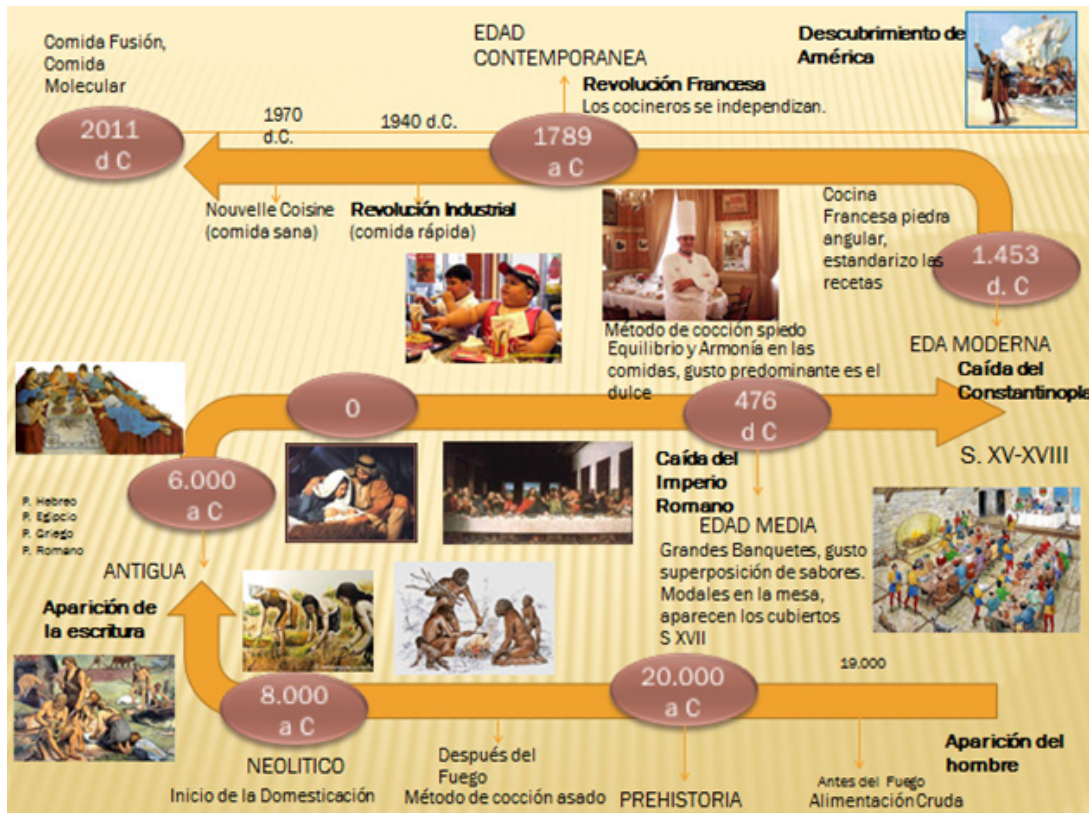 Comida Fusión,
Comida
Molecular
EDAD
CONTEMPORANEA
Descubrimiento de
América
Revolución Francesa
Los cocineros se independizan.
2011
d C
1970
d.C.
1940 d.C.
1789
a C
Nouvelle Coisine
(comida sana)
Revolución Industrial
(comida rápida)
Cocina
Francesa piedra
angular,
estandarizo las
recetas
1.453
d. C
Método de cocción spiedo
Equilibrio y Armonía en las
comidas, gusto predominante es el
dulce
EDA MODERNA
Caída del
Constantinopla
0
476
d C
S. XV-XVIII
6.000
a C
P. Hebreo
P. Egipcio
P. Griego
P. Romano
Caída del
Imperio
Romano
EDAD MEDIA
Grandes Banquetes, gusto
superposición de sabores.
Modales en la mesa,
aparecen los cubiertos
S XVII
ANTIGUA
Aparición de
la escritura
8.000
a C
20.000
a C
19.000
NEOLITICO
Inicio de la Domesticación
Después del
Fuego
Método de cocción asado
PREHISTORIA
Antes del Fuego
Alimentación Cruda
Aparición del
hombre